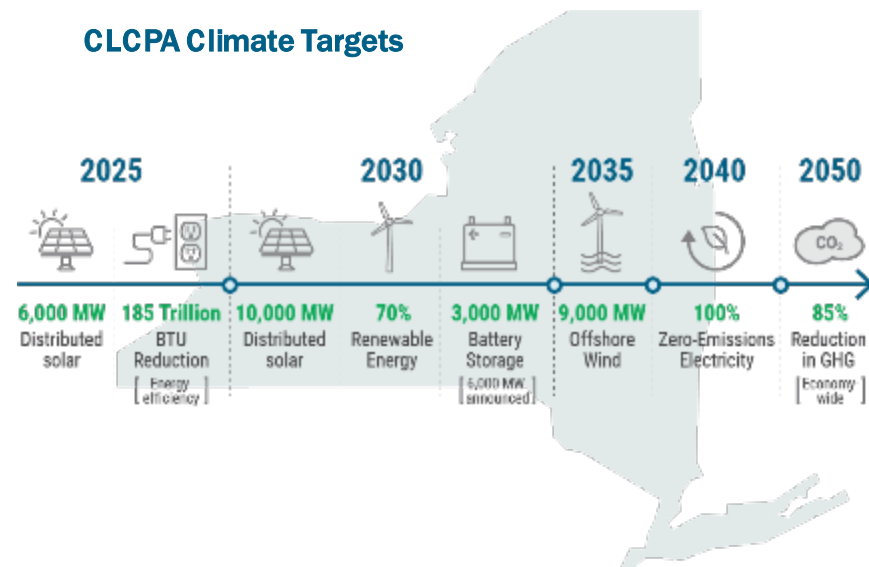 CLCPA Climate Targets
2025
2030
2035
2040
2050
CO₂
6,000 MW
Distributed
solar
185 Trillion
BTU
Reduction
[ Energy
efficiency ]
10,000 MW
Distributed
solar
70%
Renewable
Energy
3,000 MW
Battery
Storage
[ 6,000 MW
announced ]
9,000 MW
Offshore
Wind
100%
Zero-Emissions
Electricity
85%
Reduction
in GHG
[ Economy
wide ]